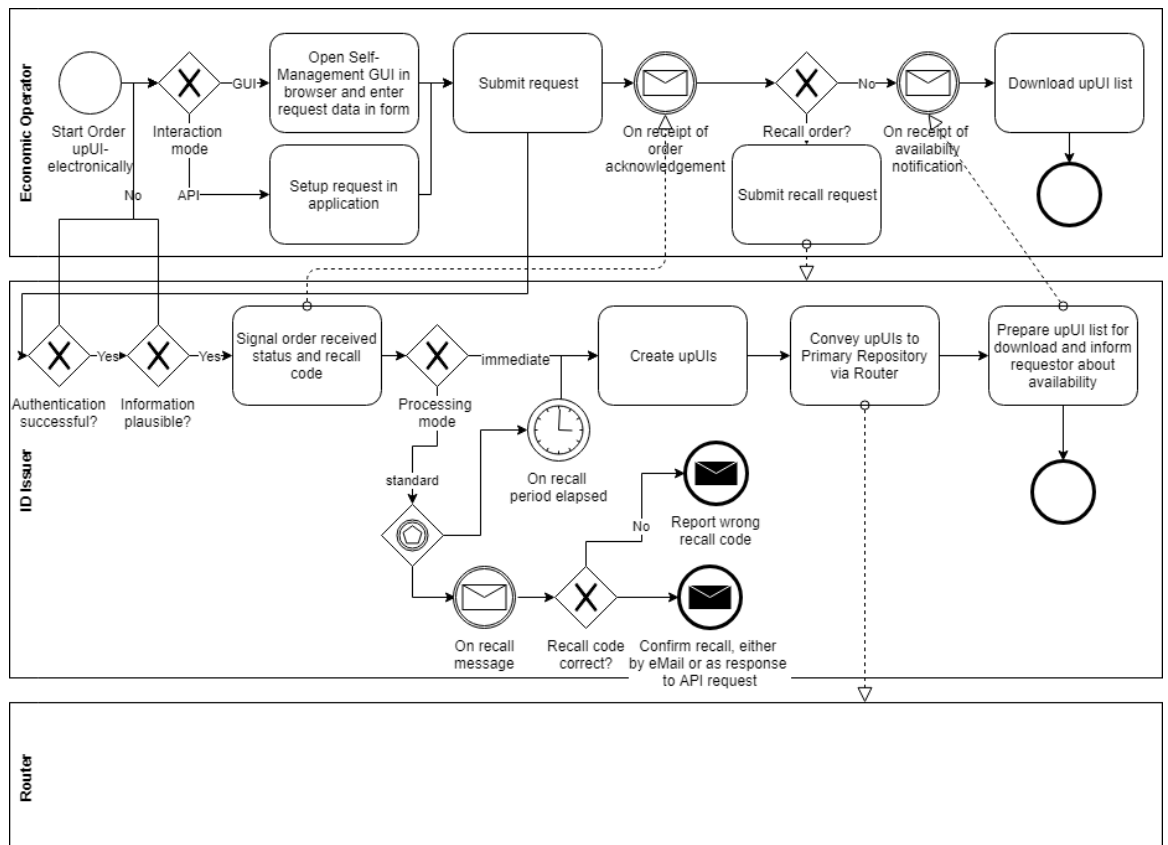 Economic Operator
Start Order
upUI-
electronically
No
Interaction
mode
GUI
API
Open Self-
Management GUI in
browser and enter
request data in form
Setup request in
application
Submit request
On receipt of
order
acknowledgement
Recall order?
No
Submit recall request
On receipt of
availabilty
notification
Download upUI list
ID Issuer
Authentication
successful?
Yes
Information
plausible?
Yes
Signal order received
status and recall
code
Processing
mode
immediate
standard
On recall
period elapsed
On recall
message
Recall code
correct?
No
Report wrong
recall code
Confirm recall, either
by eMail or as response
to API request
Create upUIs
Convey upUIs to
Primary Repository
via Router
Prepare upUI list for
download and inform
requestor about
availability
Router